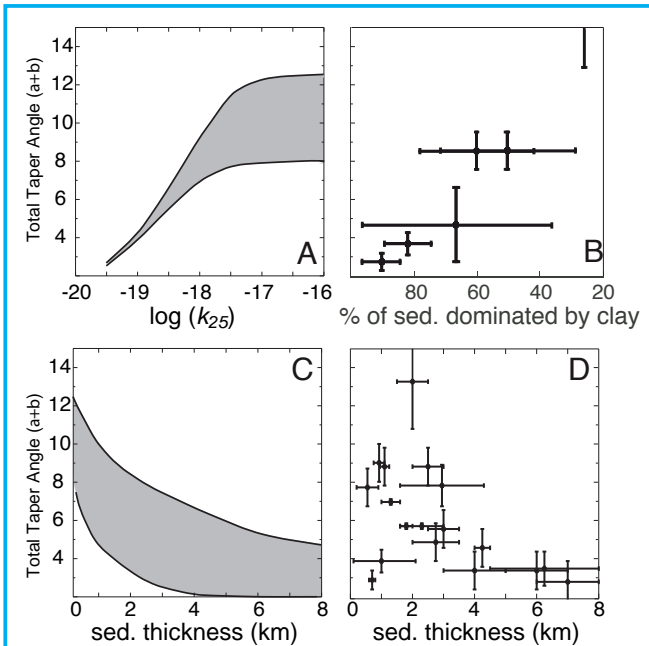 Total Taper Angle (a+b)
14
12
10
8
6
4
A
-20 -19 -18 -17 -16
log (k25)
B
80 60 40 20
% of sed. dominated by clay
Total Taper Angle (a+b)
14
12
10
8
6
4
C
0 2 4 6 8
sed. thickness (km)
D
0 2 4 6 8
sed. thickness (km)